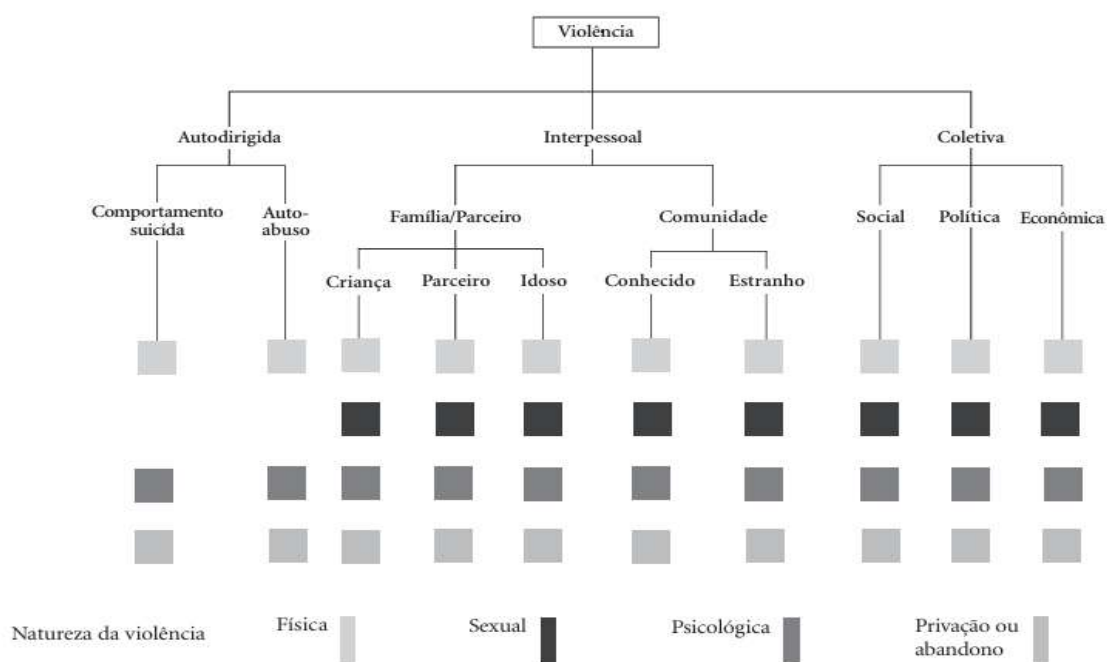 Violência
Autodirigida
Interpessoal
Coletiva
Comportamento
suicída
Auto-
abuso
Família/Parceiro
Comunidade
Social
Política
Econômica
Criança
Parceiro
Idoso
Conhecido
Estranho
Natureza da violência
Física
Sexual
Psicológica
Privação ou
abandono